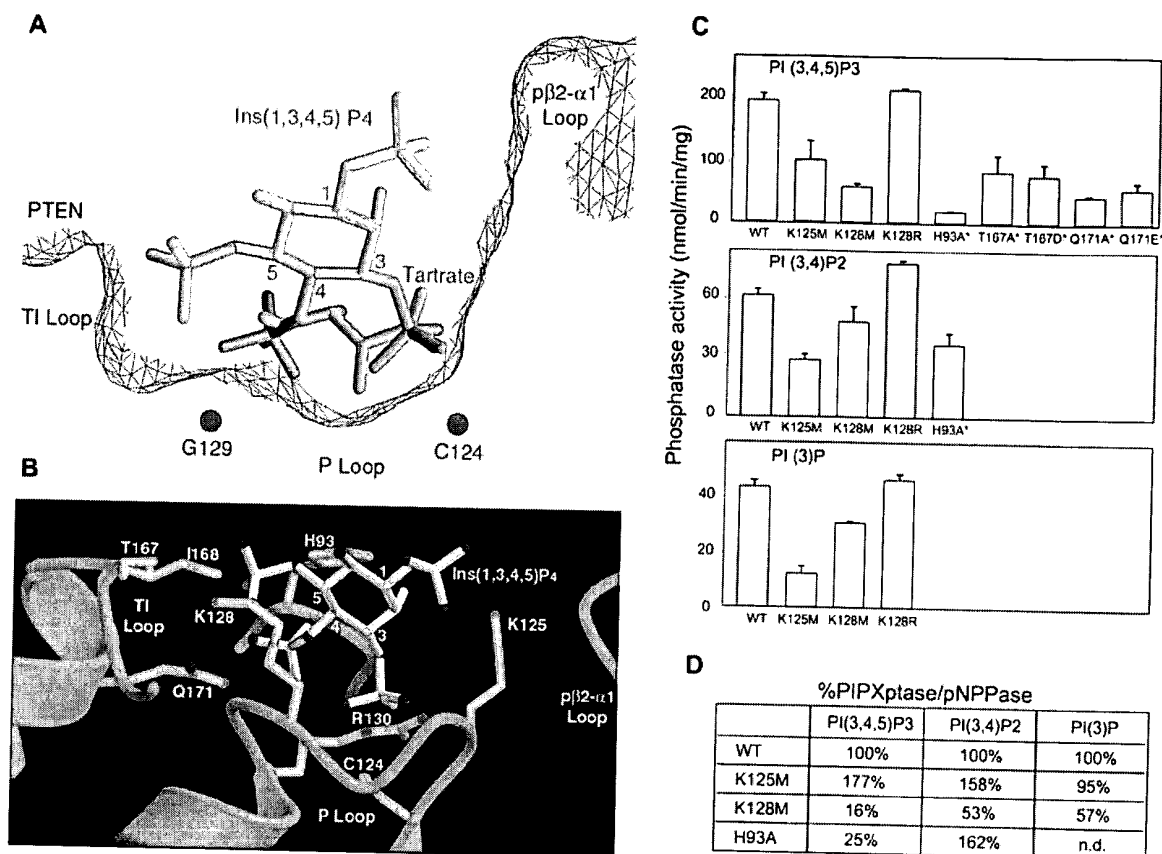 A
Ins(1,3,4,5) P4
pβ2-α1
Loop
1
PTEN
5
3
4
Tartrate
TI Loop
G129
C124
P Loop
B
T167
I168
H93
1
Ins(1,3,4,5)P4
TI
Loop
K128
5
4
3
K125
Q171
pβ2-α1
Loop
R130
C124
P Loop
C
Phosphatase activity (nmol/min/mg)
PI (3,4,5)P3
200
100
0
WT K125M K128M K128R H93A* T167A* T167D* Q171A* Q171E*
PI (3,4)P2
60
30
0
WT K125M K128M K128R H93A*
PI (3)P
40
20
0
WT K125M K128M K128R
D
%PIPXptase/pNPPase
PI(3,4,5)P3 PI(3,4)P2 PI(3)P
WT 100% 100% 100%
K125M 177% 158% 95%
K128M 16% 53% 57%
H93A 25% 162% n.d.